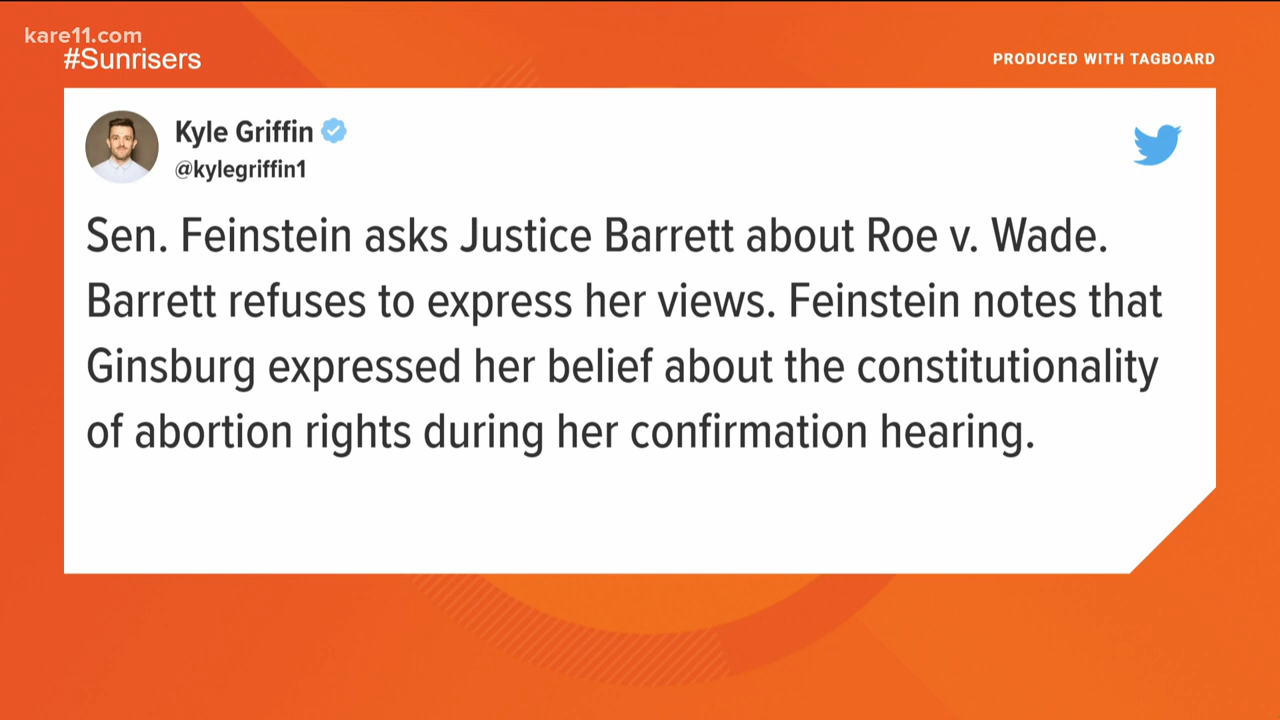 kare11.com
#Sunrisers
PRODUCED WITH TAGBOARD
Kyle Griffin
@kylegriffin1
Sen. Feinstein asks Justice Barrett about Roe v. Wade.
Barrett refuses to express her views. Feinstein notes that
Ginsburg expressed her belief about the constitutionality
of abortion rights during her confirmation hearing.